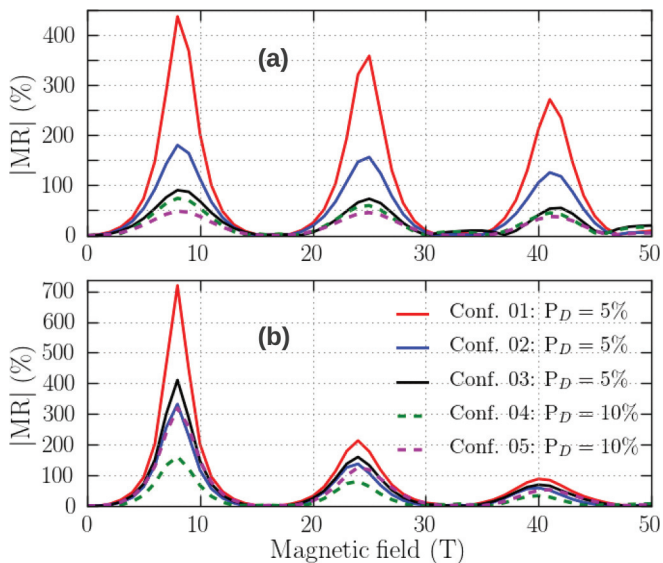 (a)
|MR| (%)
400
300
200
100
0
0
10
20
30
40
50
(b)
|MR| (%)
700
600
500
400
300
200
100
0
Conf. 01: P_D = 5%
Conf. 02: P_D = 5%
Conf. 03: P_D = 5%
Conf. 04: P_D = 10%
Conf. 05: P_D = 10%
0
10
20
30
40
50
Magnetic field (T)